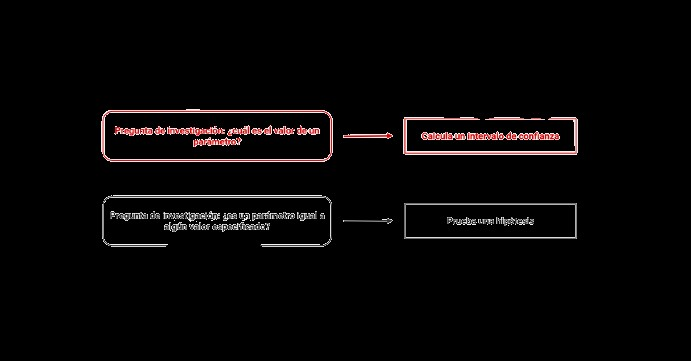 Pregunta de investigación: ¿cuál es el valor de un
parámetro?
Calcula un intervalo de confianza
Pregunta de investigación: ¿es un parámetro igual a
algún valor especificado?
Prueba una hipótesis